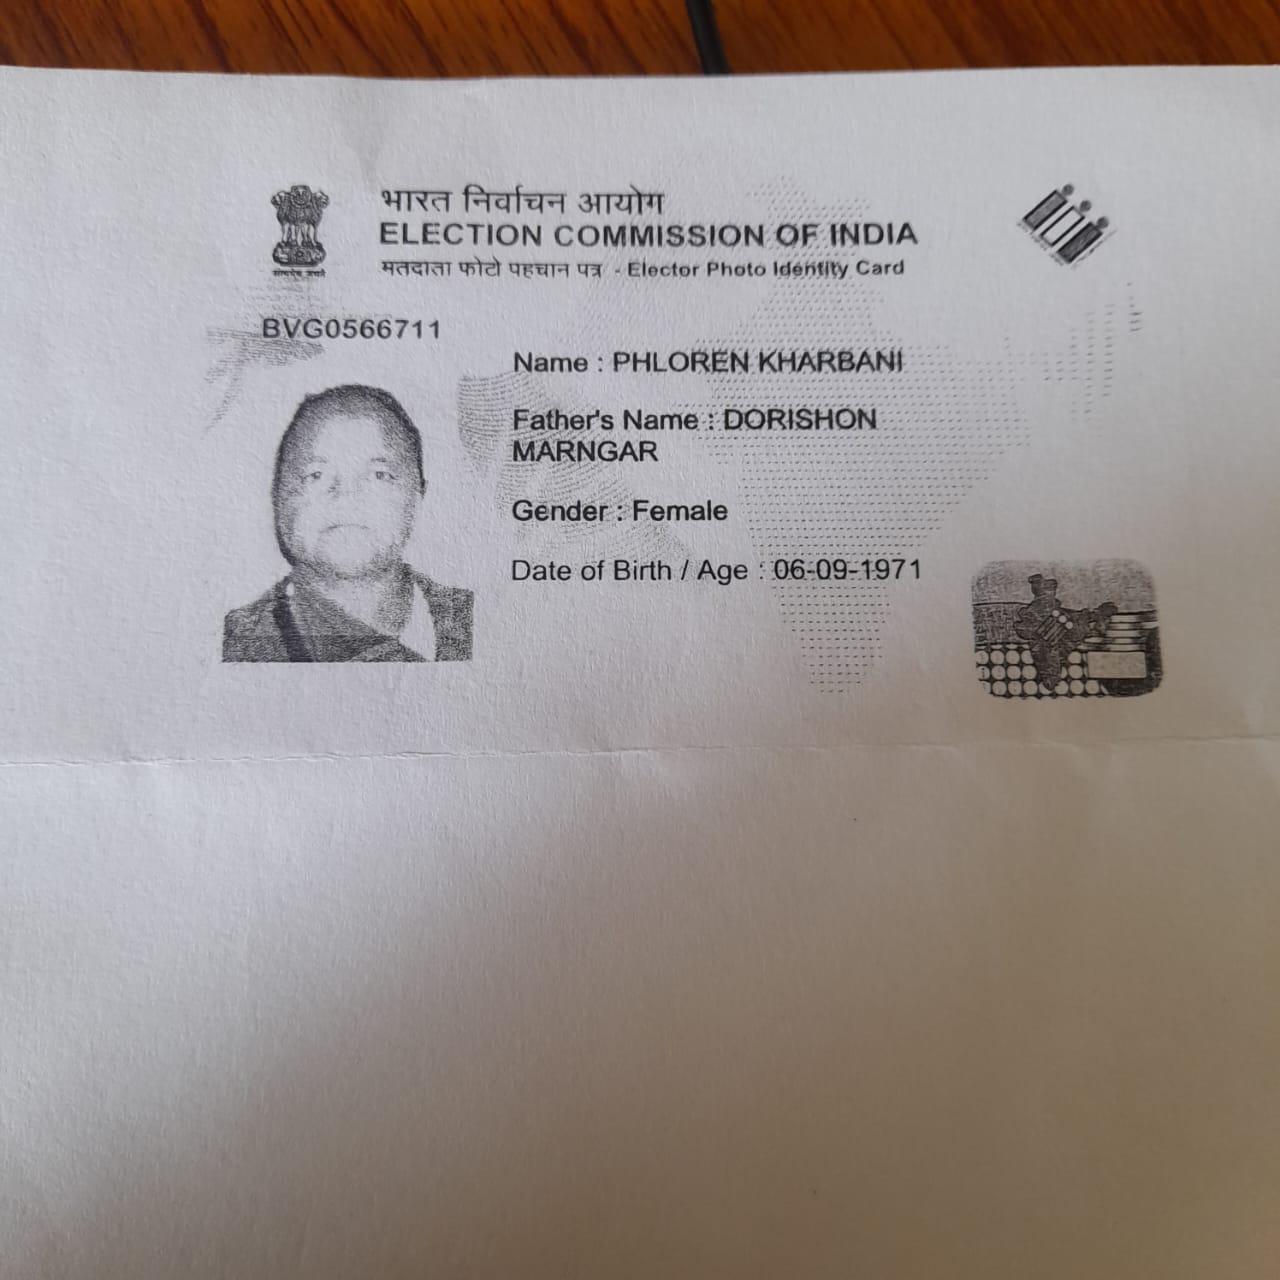 भारत निर्वाचन आयोग
ELECTION COMMISSION OF INDIA
मतदाता फोटो पहचान पत्र - Elector Photo Identity Card
BVG0566711
Name : PHLOREN KHARBANI
Father's Name : DORISHON
MARNGAR
Gender : Female
Date of Birth / Age : 06-09-1971